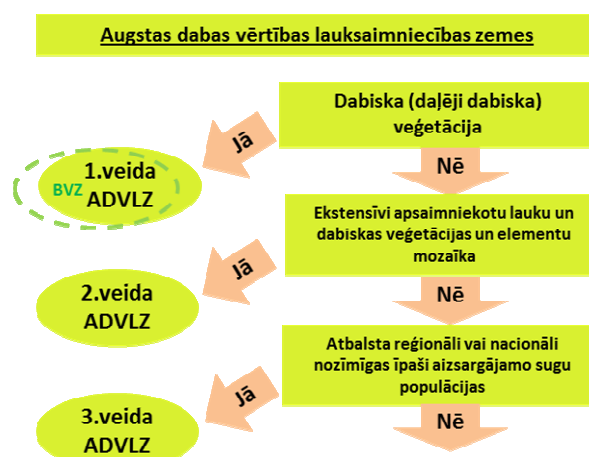 Augstas dabas vērtības lauksaimniecības zemes
Dabiska (daļēji dabiska)
veģetācija
Jā
Nē
1.veida
BVZ
ADVLZ
Ekstensīvi apsaimniekotu lauku un
dabiskas veģetācijas un elementu
mozaīka
Jā
Nē
2.veida
ADVLZ
Atbalsta reģionāli vai nacionāli
nozīmīgas īpaši aizsargājamo sugu
populācijas
Jā
Nē
3.veida
ADVLZ